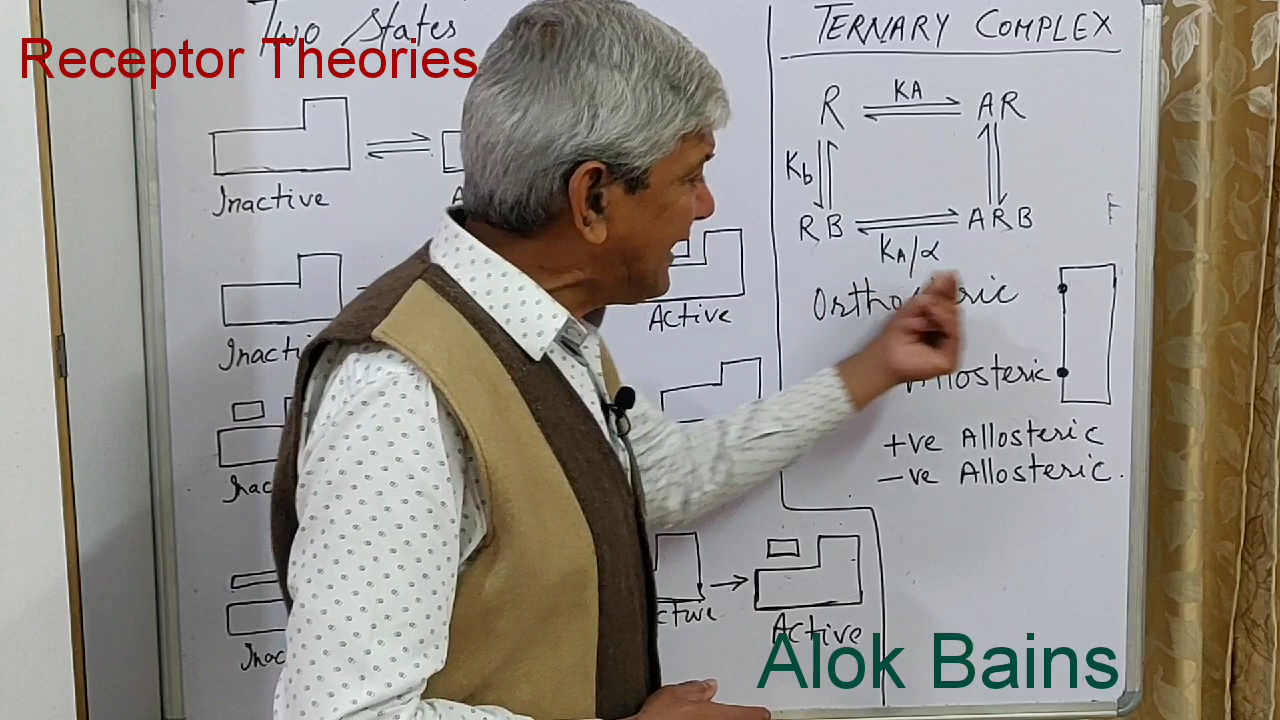 Receptor Theories
Two States
Inactive
Inactive
Active
TERNARY COMPLEX
R KA AR
Kb
RB ARB
KA/α
Allosteric
+ve Allosteric
-ve Allosteric.
Active
Alok Bains